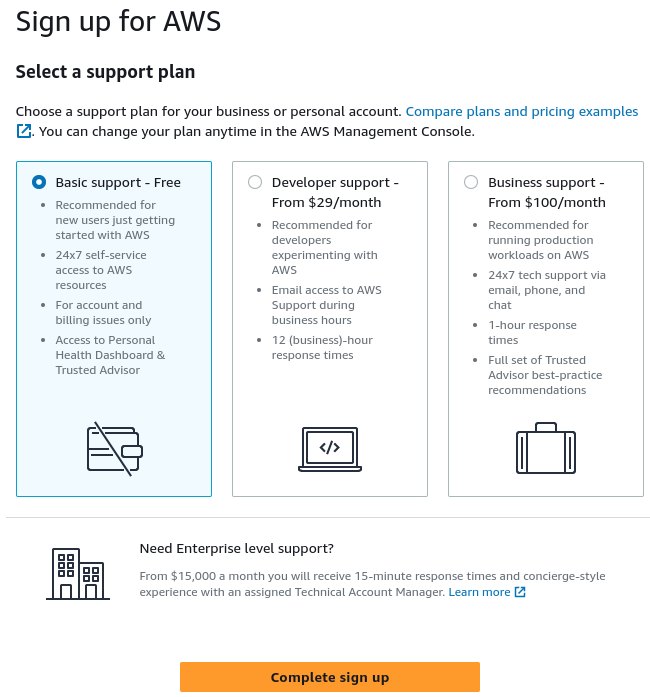 Sign up for AWS
Select a support plan
Choose a support plan for your business or personal account. Compare plans and pricing examples
. You can change your plan anytime in the AWS Management Console.
Basic support - Free
• Recommended for
new users just getting
started with AWS
• 24x7 self-service
access to AWS
resources
• For account and
billing issues only
• Access to Personal
Health Dashboard &
Trusted Advisor
Developer support -
From $29/month
• Recommended for
developers
experimenting with
AWS
• Email access to AWS
Support during
business hours
• 12 (business)-hour
response times
</>
Business support -
From $100/month
• Recommended for
running production
workloads on AWS
• 24x7 tech support via
email, phone, and
chat
• 1-hour response
times
• Full set of Trusted
Advisor best-practice
recommendations
Need Enterprise level support?
From $15,000 a month you will receive 15-minute response times and concierge-style
experience with an assigned Technical Account Manager. Learn more
Complete sign up